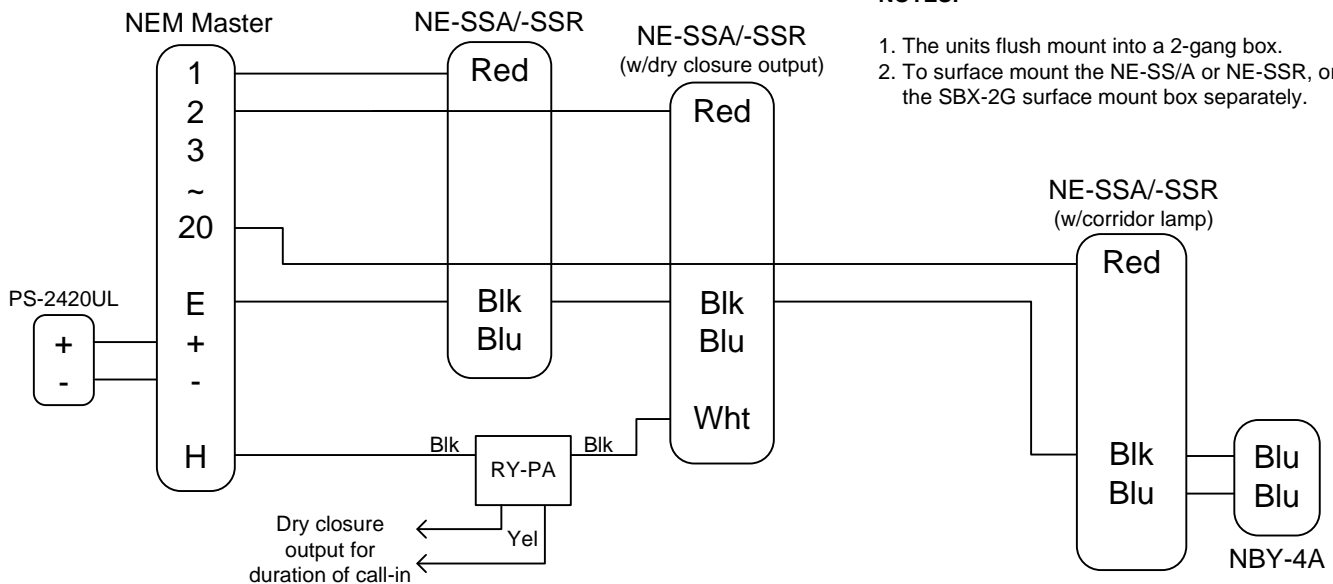 NOTES:
1. The units flush mount into a 2-gang box.
2. To surface mount the NE-SS/A or NE-SSR, or
the SBX-2G surface mount box separately.
NEM Master
1
2
3
~
20
E
+
-
H
PS-2420UL
+
-
NE-SSA/-SSR
Red
Blk
Blu
NE-SSA/-SSR
(w/dry closure output)
Red
Blk
Blu
Wht
NE-SSA/-SSR
(w/corridor lamp)
Red
Blk
Blu
Blu
Blu
NBY-4A
Blk
RY-PA
Blk
Yel
Dry closure
output for
duration of call-in